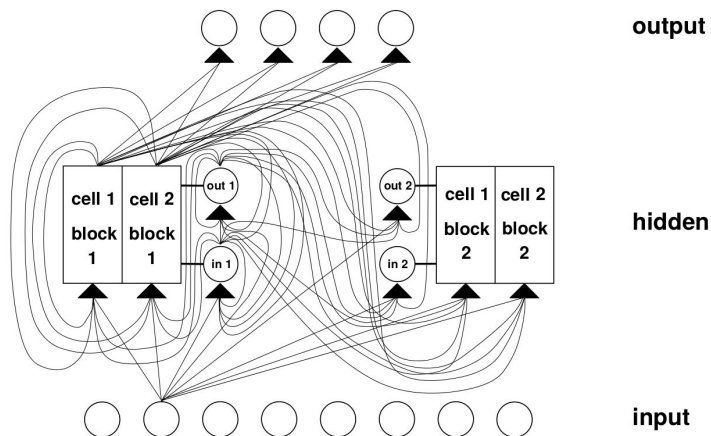 output
cell 1
block
1
cell 2
block
1
out 1
in 1
out 2
in 2
cell 1
block
2
cell 2
block
2
hidden
input